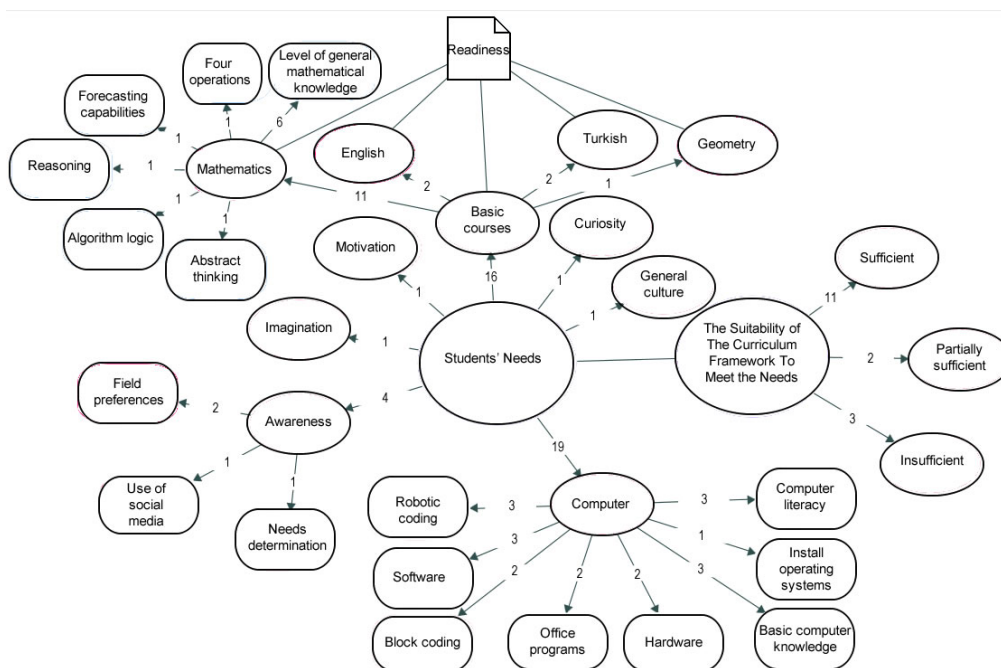 Readiness
Four
operations
Level of general
mathematical
knowledge
Forecasting
capabilities
1
6
1
Reasoning
1
Mathematics
English
Turkish
Geometry
1
2
2
1
11
Algorithm logic
1
Abstract
thinking
Basic
courses
Motivation
Curiosity
Sufficient
16
1
1
General
culture
11
1
Imagination
1
Students' Needs
The Suitability of
The Curriculum
Framework To
Meet the Needs
2
Partially
sufficient
Field
preferences
2
4
Awareness
3
Insufficient
19
1
1
Use of
social
media
Needs
determination
Robotic
coding
3
Computer
3
Computer
literacy
Software
3
1
Install
operating
systems
2
2
2
3
Block coding
Office
programs
Hardware
Basic computer
knowledge